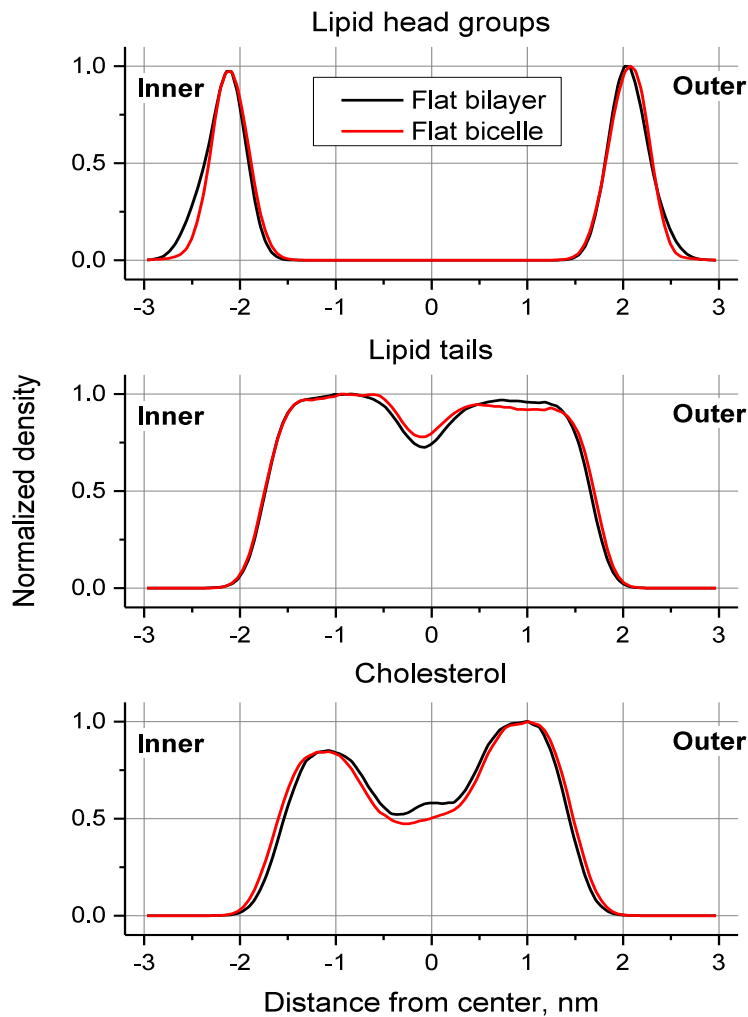 Lipid head groups
1.0
Inner
Flat bilayer
Outer
Flat bicelle
0.5
0.0
-3 -2 -1 0 1 2 3
Lipid tails
1.0
Inner
Outer
0.5
0.0
-3 -2 -1 0 1 2 3
Normalized density
Cholesterol
1.0
Inner
Outer
0.5
0.0
-3 -2 -1 0 1 2 3
Distance from center, nm